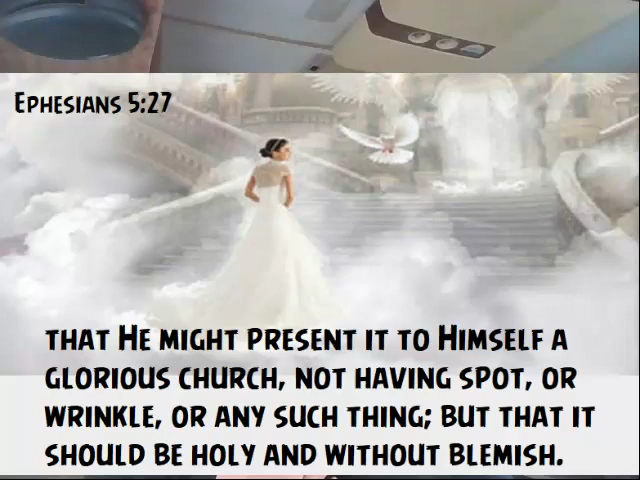 Ephesians 5:27
that He might present it to Himself a
glorious church, not having spot, or
wrinkle, or any such thing; but that it
should be holy and without blemish.